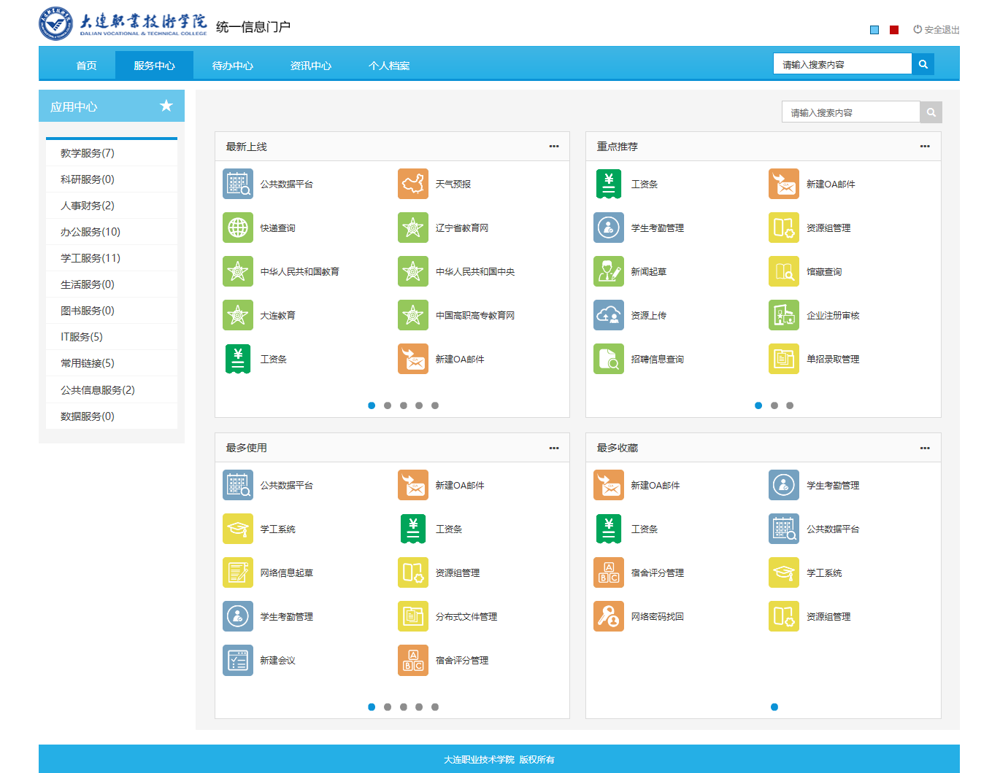 大连职业技术学院
DALIAN VOCATIONAL & TECHNICAL COLLEGE
统一信息门户
安全退出
首页 服务中心 待办中心 资讯中心 个人档案 请输入搜索内容
应用中心
请输入搜索内容
教学服务(7)
科研服务(0)
人事财务(2)
办公服务(10)
学工服务(11)
生活服务(0)
图书服务(0)
IT服务(5)
常用链接(5)
公共信息服务(2)
数据服务(0)
最新上线
公共数据平台 天气预报
快递查询 辽宁省教育网
中华人民共和国教育 中华人民共和国中央
大连教育 中国高职高专教育网
工资条 新建OA邮件
重点推荐
工资条 新建OA邮件
学生考勤管理 资源组管理
新闻起草 馆藏查询
资源上传 企业注册审核
招聘信息查询 单招录取管理
最多使用
公共数据平台 新建OA邮件
学工系统 工资条
网络信息起草 资源组管理
学生考勤管理 分布式文件管理
新建会议 宿舍评分管理
最多收藏
新建OA邮件 学生考勤管理
工资条 公共数据平台
宿舍评分管理 学工系统
网络密码找回 资源组管理
大连职业技术学院 版权所有